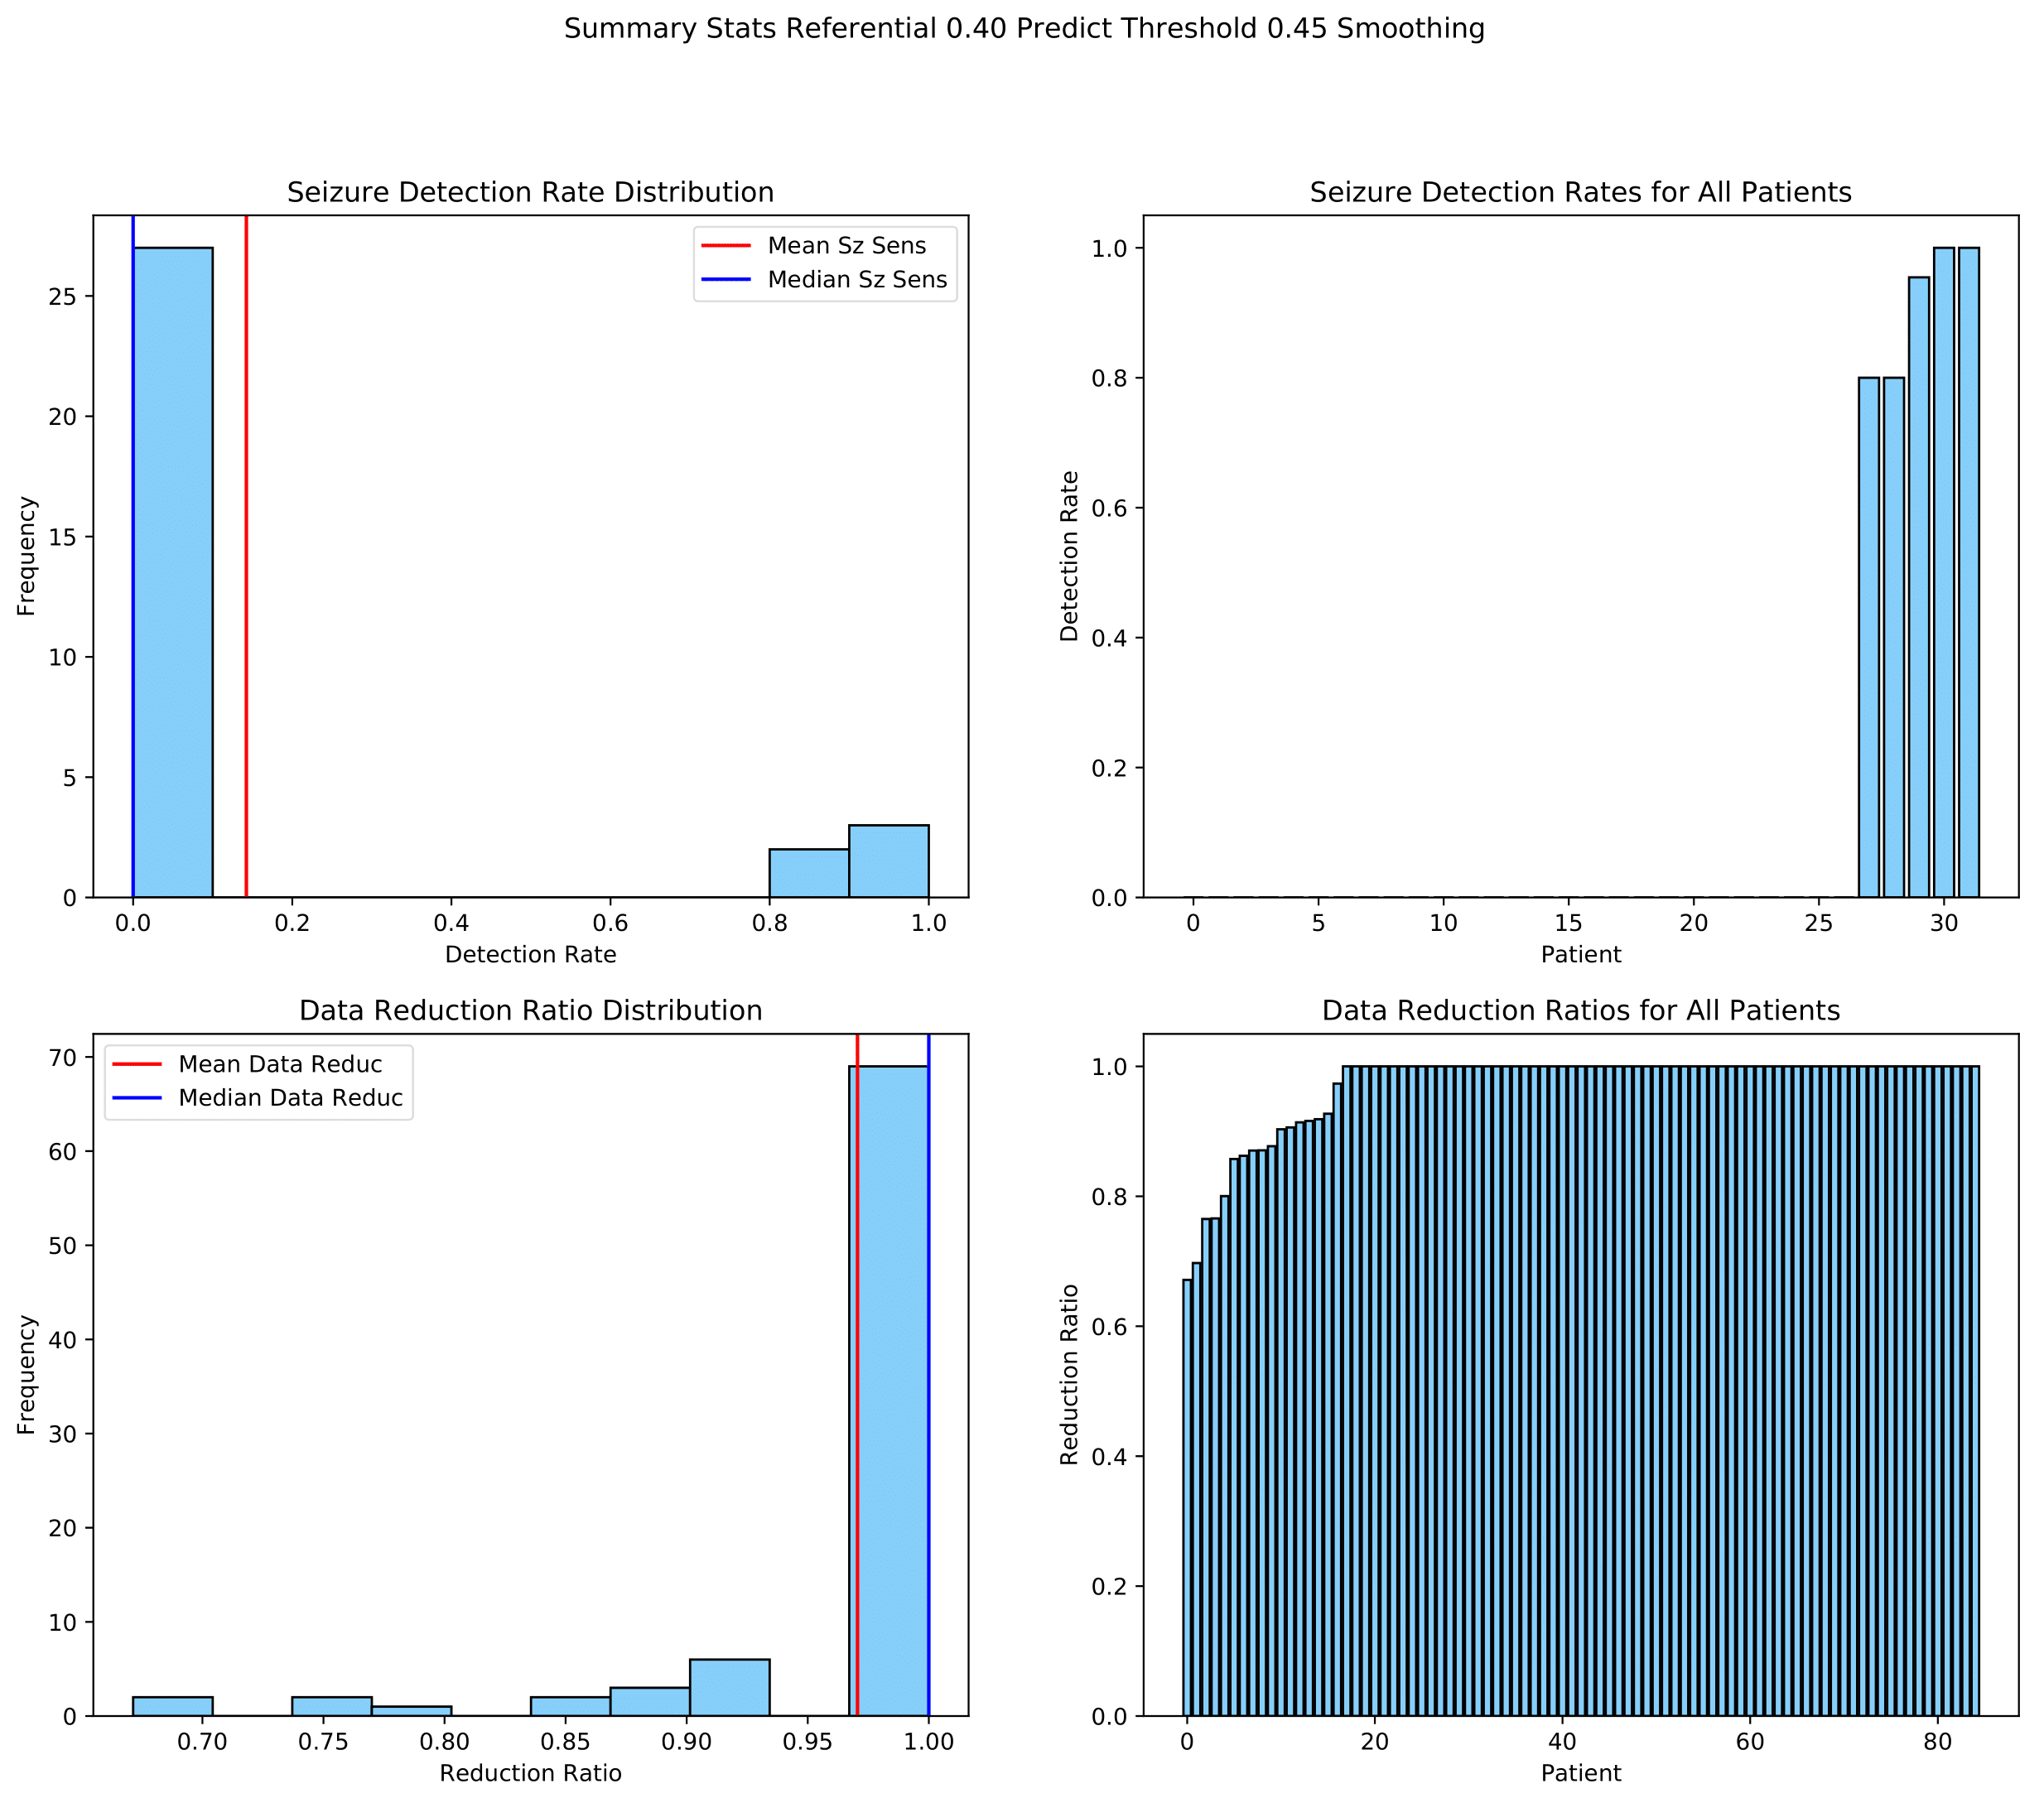 Summary Stats Referential 0.40 Predict Threshold 0.45 Smoothing
Seizure Detection Rate Distribution
Mean Sz Sens
Median Sz Sens
Frequency
25
20
15
10
5
0
0.0 0.2 0.4 0.6 0.8 1.0
Detection Rate
Seizure Detection Rates for All Patients
Detection Rate
1.0
0.8
0.6
0.4
0.2
0.0
0 5 10 15 20 25 30
Patient
Data Reduction Ratio Distribution
Mean Data Reduc
Median Data Reduc
Frequency
70
60
50
40
30
20
10
0
0.70 0.75 0.80 0.85 0.90 0.95 1.00
Reduction Ratio
Data Reduction Ratios for All Patients
Reduction Ratio
1.0
0.8
0.6
0.4
0.2
0.0
0 20 40 60 80
Patient